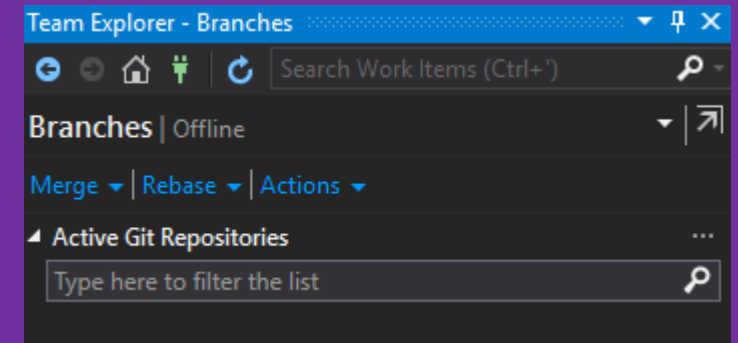 Team Explorer - Branches
Search Work Items (Ctrl+')
Branches | Offline
Merge | Rebase | Actions
Active Git Repositories
Type here to filter the list